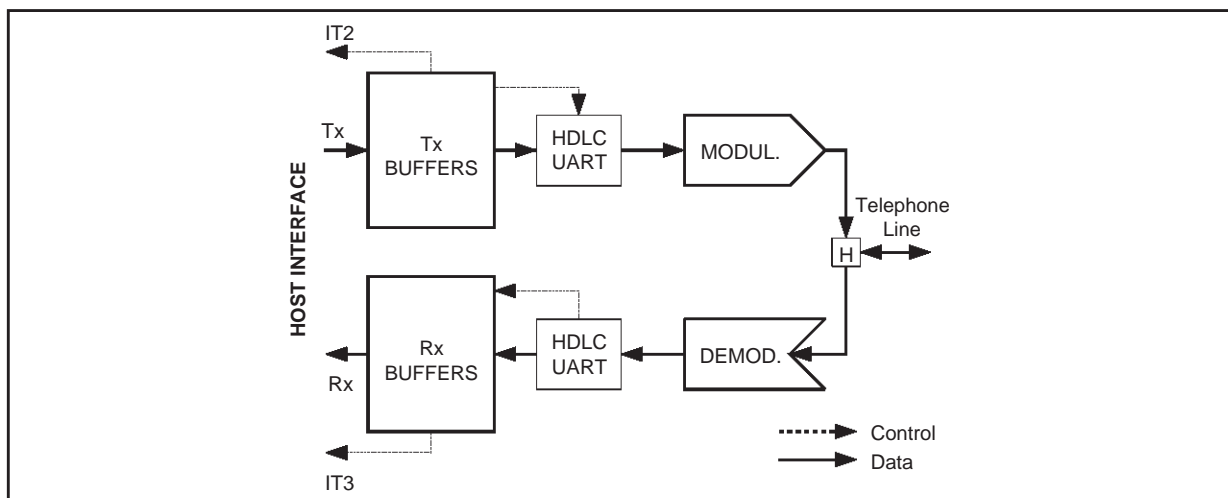 IT2
Tx
Tx
BUFFERS
HDLC
UART
MODUL.
Telephone
Line
H
HOST INTERFACE
Rx
BUFFERS
HDLC
UART
DEMOD.
Rx
IT3
Control
Data